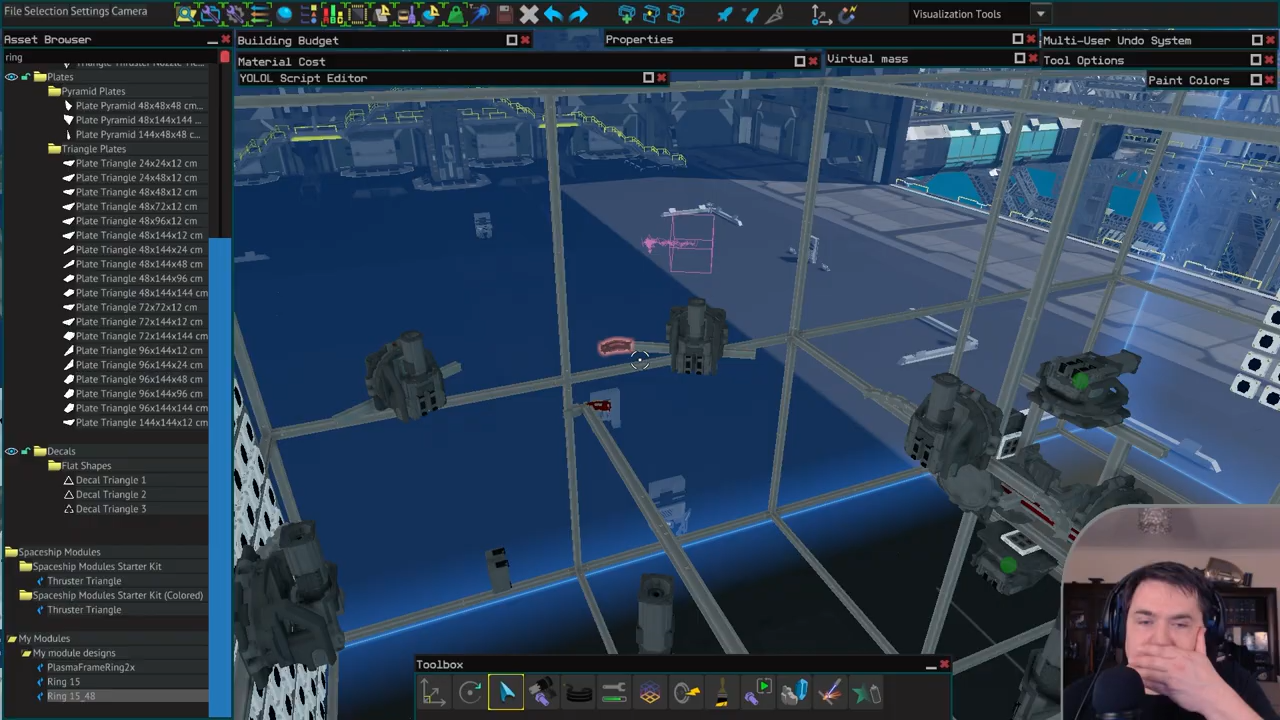 File Selection Settings Camera
Visualization Tools
Asset Browser
Building Budget
Properties
Multi-User Undo System
ring
Material Cost
Virtual mass
Tool Options
YOLOL Script Editor
Paint Colors
Plates
Pyramid Plates
Plate Pyramid 48x48x48 cm...
Plate Pyramid 48x144x144 ...
Plate Pyramid 144x48x48 c...
Triangle Plates
Plate Triangle 24x24x12 cm
Plate Triangle 24x48x12 cm
Plate Triangle 48x48x12 cm
Plate Triangle 48x72x12 cm
Plate Triangle 48x96x12 cm
Plate Triangle 48x144x12 cm
Plate Triangle 48x144x24 cm
Plate Triangle 48x144x48 cm
Plate Triangle 48x144x96 cm
Plate Triangle 48x144x144 cm
Plate Triangle 72x72x12 cm
Plate Triangle 72x144x12 cm
Plate Triangle 72x144x144 cm
Plate Triangle 96x144x12 cm
Plate Triangle 96x144x24 cm
Plate Triangle 96x144x48 cm
Plate Triangle 96x144x96 cm
Plate Triangle 96x144x144 cm
Plate Triangle 144x144x12 cm
Decals
Flat Shapes
Decal Triangle 1
Decal Triangle 2
Decal Triangle 3
Spaceship Modules
Spaceship Modules Starter Kit
Thruster Triangle
Spaceship Modules Starter Kit (Colored)
Thruster Triangle
My Modules
My module designs
PlasmaFrameRing2x
Ring 15
Ring 15_48
Toolbox